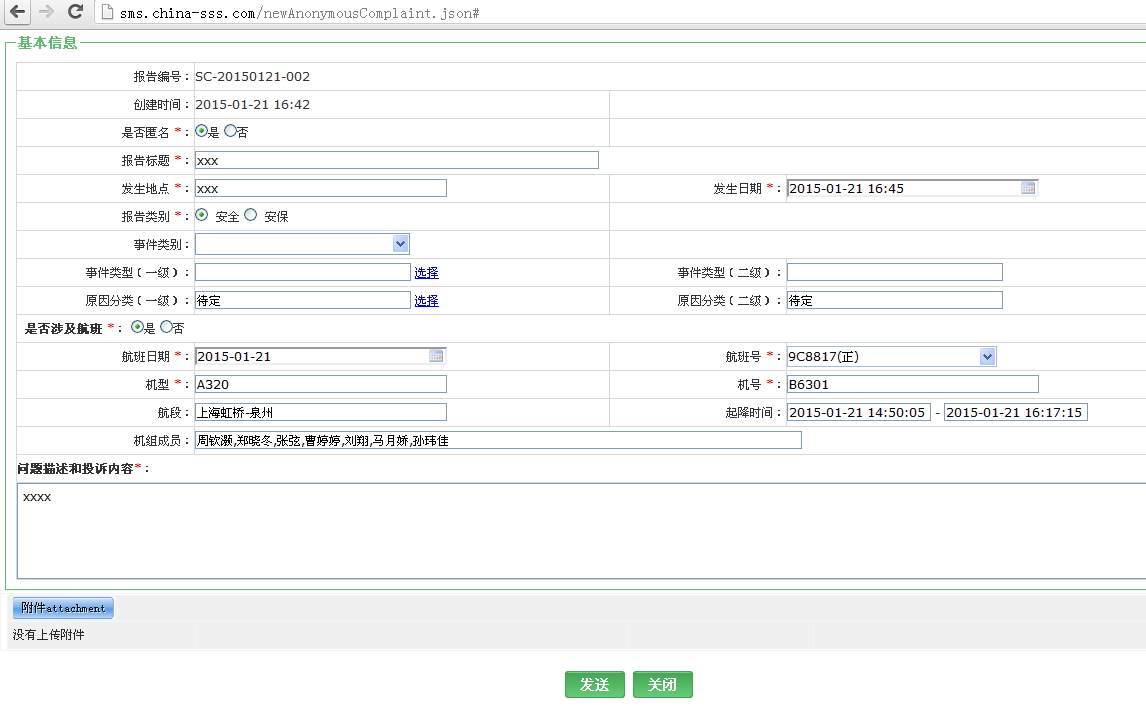 sms.china-sss.com/newAnonymousComplaint.json#
基本信息
报告编号： SC-20150121-002
创建时间： 2015-01-21 16:42
是否匿名 *： 是 否
报告标题 *： xxx
发生地点 *： xxx 发生日期 *： 2015-01-21 16:45
报告类别 *： 安全 安保
事件类别：
事件类型（一级）： 选择 事件类型（二级）：
原因分类（一级）： 待定 选择 原因分类（二级）： 待定
是否涉及航班 *： 是 否
航班日期 *： 2015-01-21 航班号 *： 9C8817(正)
机型 *： A320 机号 *： B6301
航段： 上海虹桥-泉州 起降时间： 2015-01-21 14:50:05 - 2015-01-21 16:17:15
机组成员： 周钦灏,郑晓冬,张弦,曹婷婷,刘翔,马月娇,孙玮佳
问题描述和投诉内容*：
xxxx
附件attachment
没有上传附件
发送 关闭